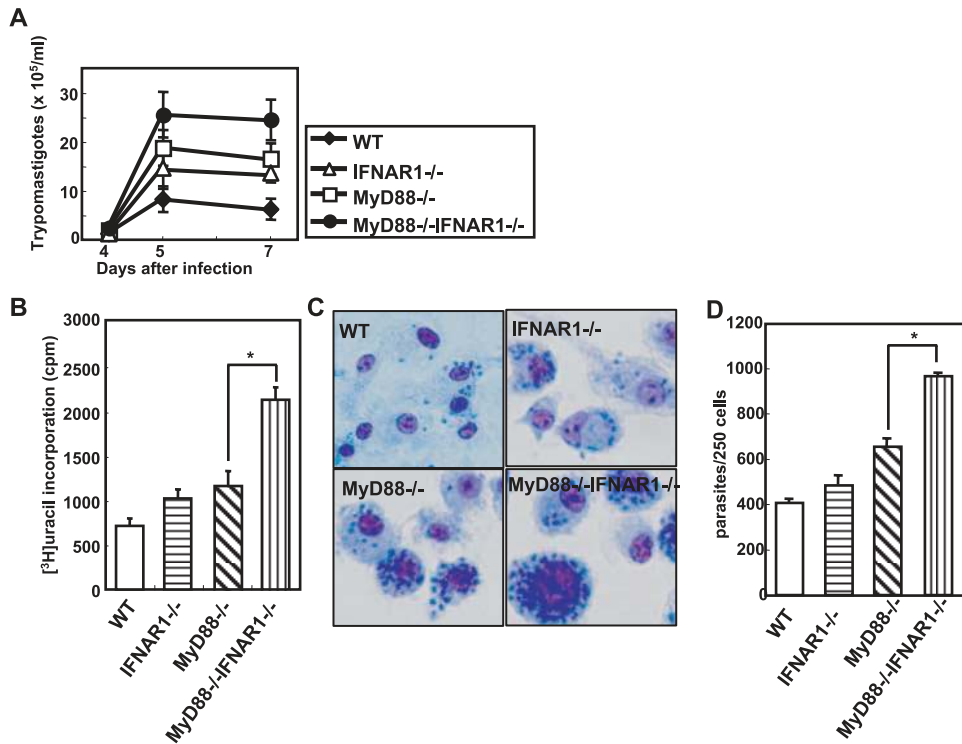 A
Trypomastigotes (x 10⁵/ml)
30
20
10
0
4 5 7
Days after infection
WT
IFNAR1-/-
MyD88-/-
MyD88-/-IFNAR1-/-
B
[³H]uracil incorporation (cpm)
3000
2500
2000
1500
1000
500
0
*
WT
IFNAR1-/-
MyD88-/-
MyD88-/-IFNAR1-/-
C
WT
IFNAR1-/-
MyD88-/-
MyD88-/-IFNAR1-/-
D
parasites/250 cells
1200
1000
800
600
400
200
0
*
WT
IFNAR1-/-
MyD88-/-
MyD88-/-IFNAR1-/-